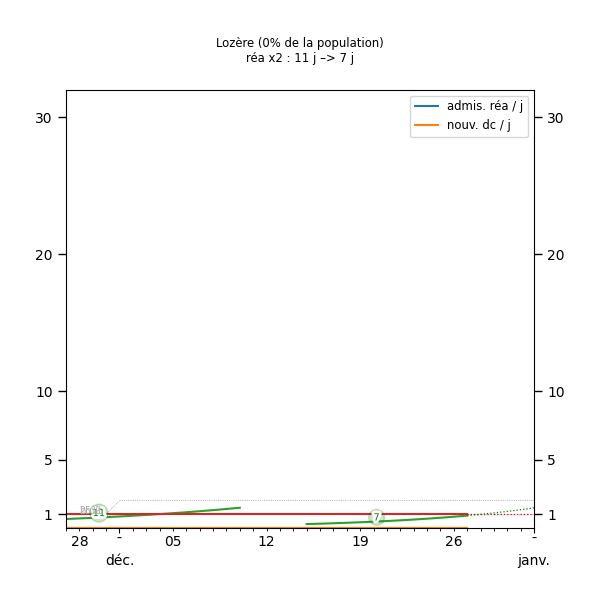 Lozère (0% de la population)
réa x2 : 11 j –> 7 j
admis. réa / j
nouv. dc / j
30 30
20 20
10 10
5 5
1 1
11
7
28 - 05 12 19 26 -
déc. janv.